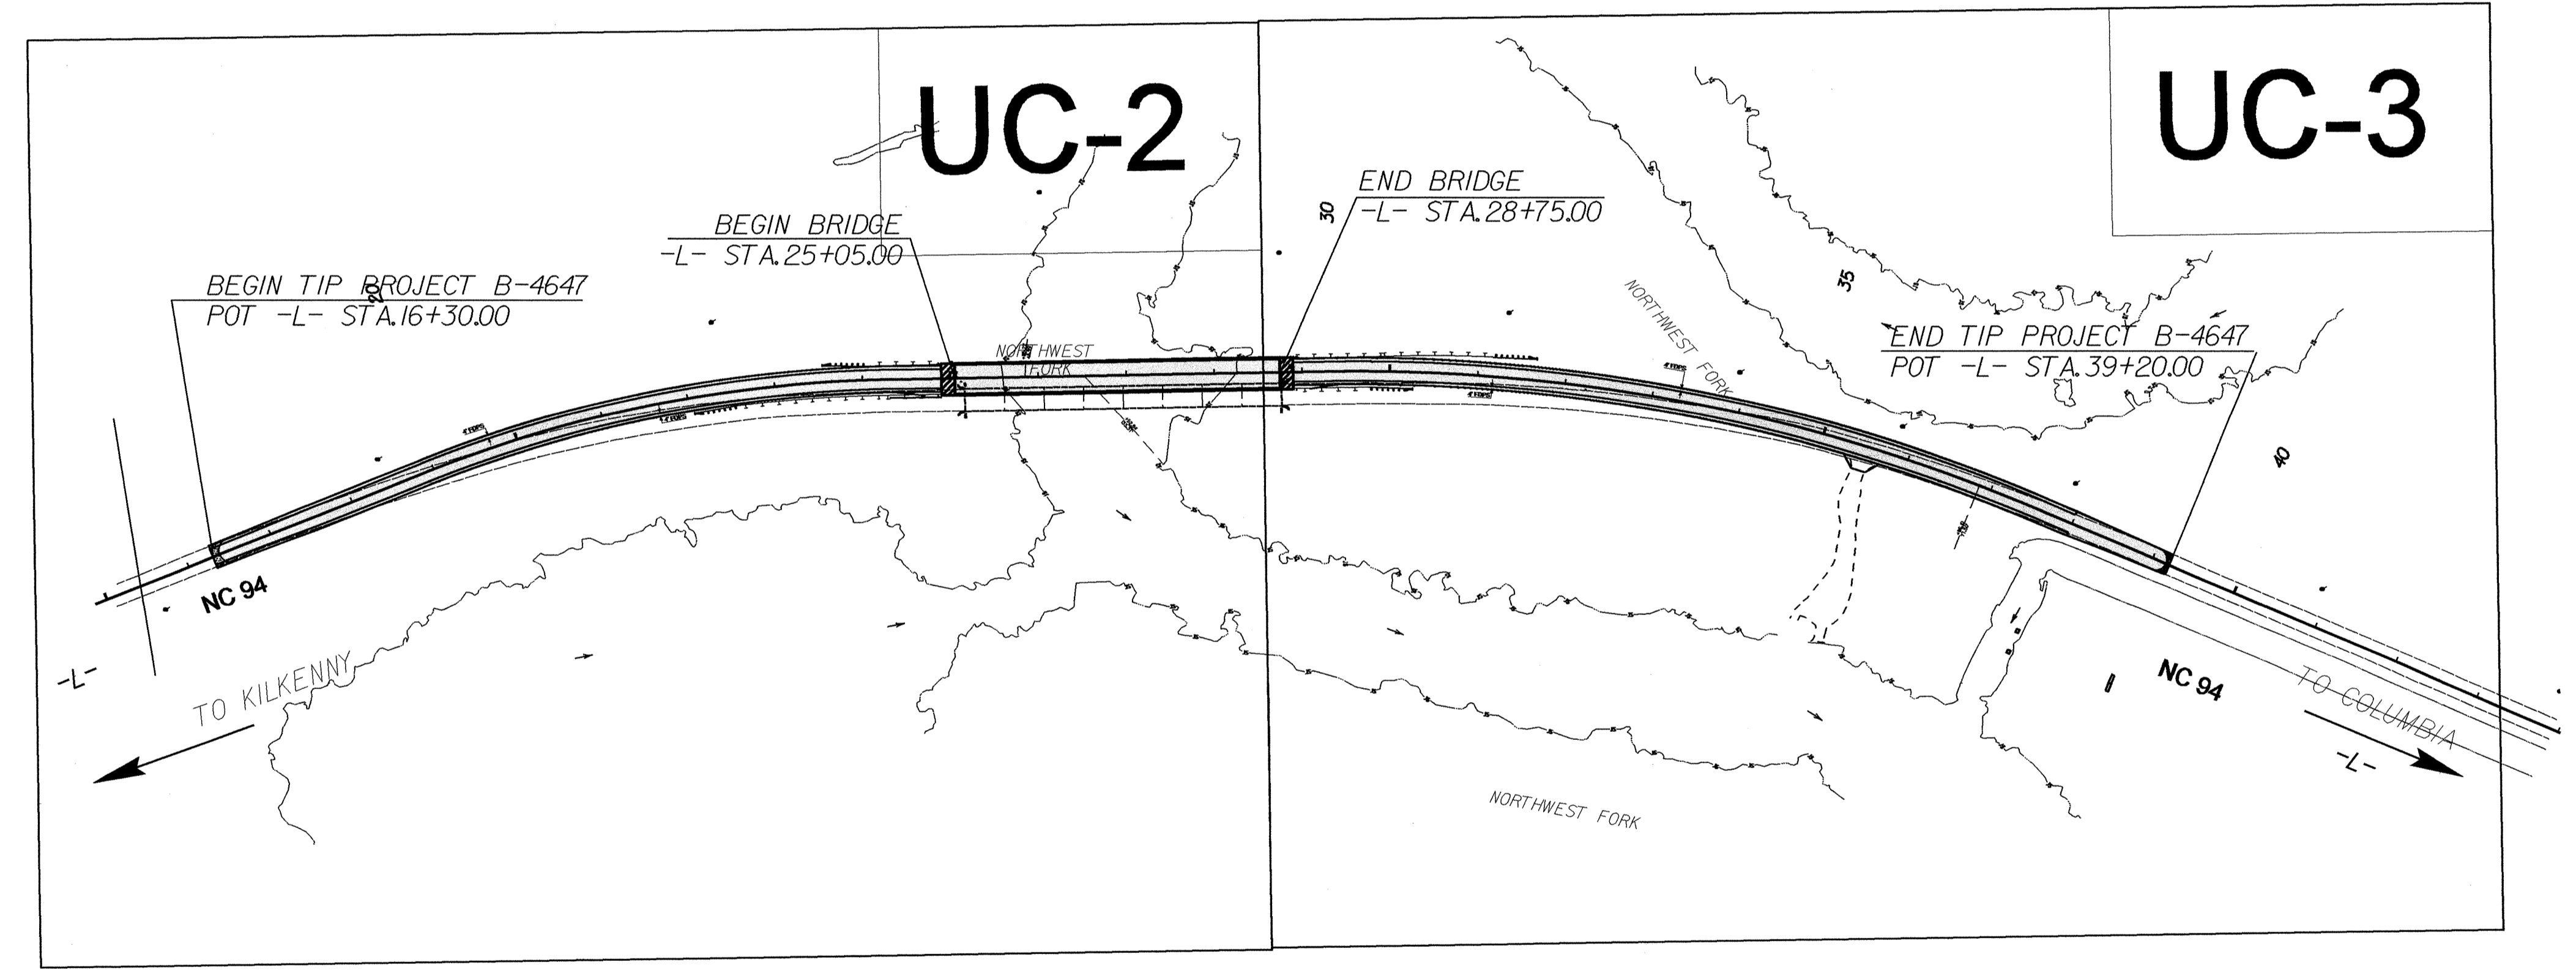 UC-2
UC-3
BEGIN TIP PROJECT B-4647
POT -L- STA.16+30.00
20
BEGIN BRIDGE
-L- STA.25+05.00
END BRIDGE
-L- STA.28+75.00
30
35
END TIP PROJECT B-4647
POT -L- STA.39+20.00
40
NORTHWEST
FORK
NORTHWEST FORK
NC 94
-L-
TO KILKENNY
NC 94
TO COLUMBIA
-L-
NORTHWEST FORK